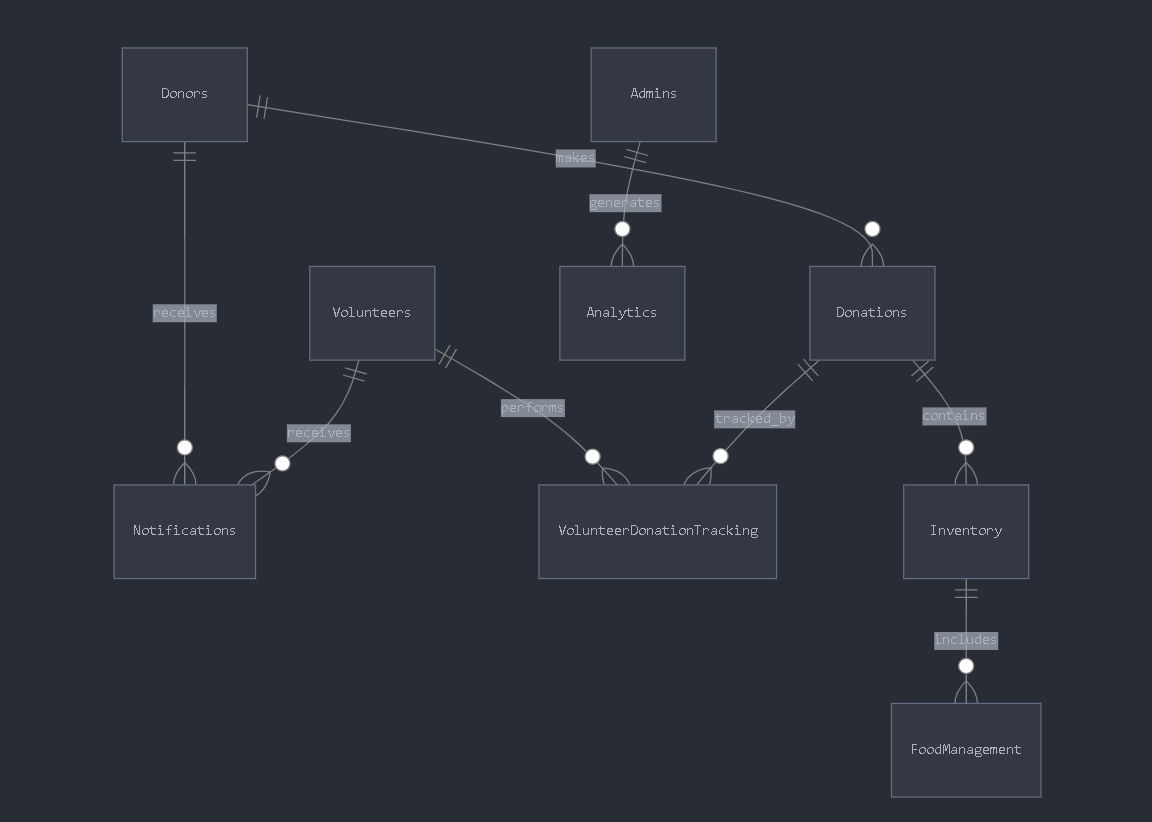 Donors
Admins
makes
generates
receives
Volunteers
Analytics
Donations
performs
tracked_by
contains
receives
Notifications
VolunteerDonationTracking
Inventory
includes
FoodManagement